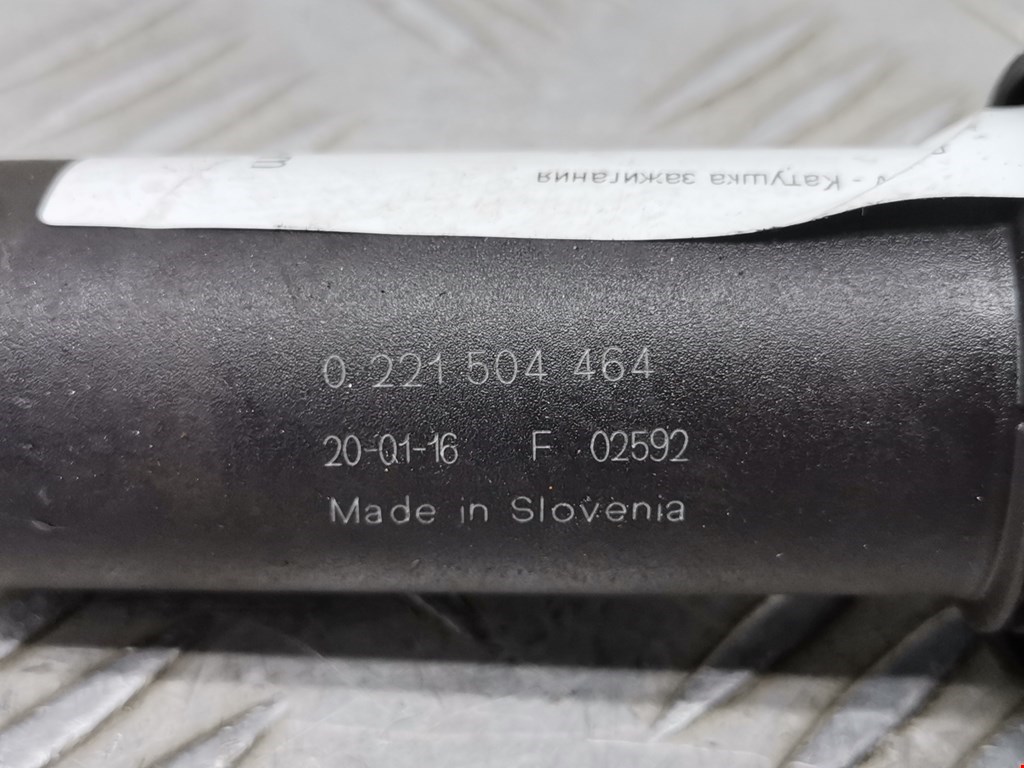 - Катушка зажигания
0 221 504 464
20-01-16 F 02592
Made in Slovenia